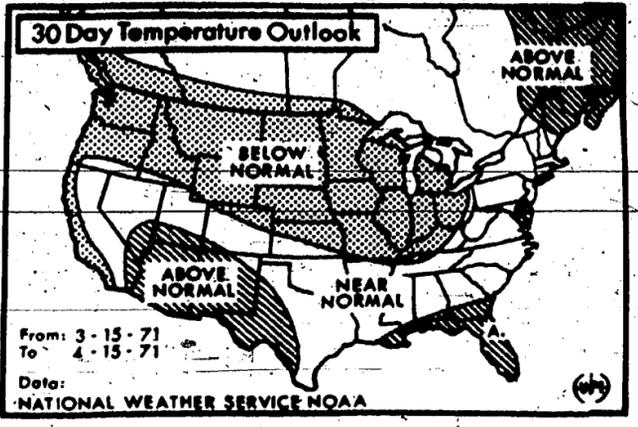 30 Day Temperature Outlook
ABOVE
NORMAL
BELOW
NORMAL
ABOVE
NORMAL
NEAR
NORMAL
A.
From: 3-15-71
To 4-15-71
Data:
NATIONAL WEATHER SERVICE NOAA
UPI